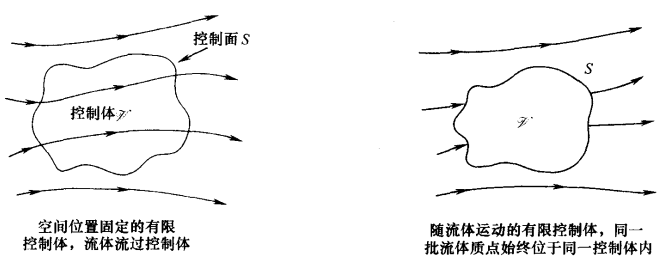 控制面 S
控制体 𝒱
空间位置固定的有限
控制体，流体流过控制体
S
𝒱
随流体运动的有限控制体，同一
批流体质点始终位于同一控制体内